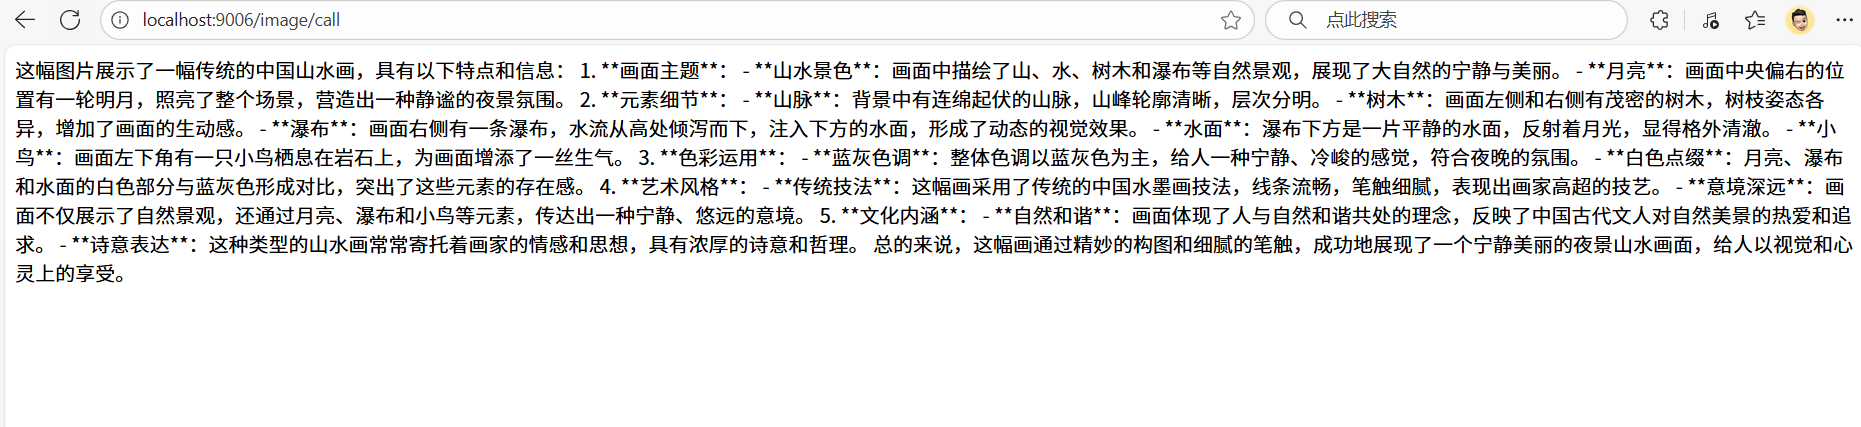 localhost:9006/image/call
点此搜索
这幅图片展示了一幅传统的中国山水画，具有以下特点和信息： 1. **画面主题**： - **山水景色**：画面中描绘了山、水、树木和瀑布等自然景观，展现了大自然的宁静与美丽。 - **月亮**：画面中央偏右的位
置有一轮明月，照亮了整个场景，营造出一种静谧的夜景氛围。 2. **元素细节**： - **山脉**：背景中有连绵起伏的山脉，山峰轮廓清晰，层次分明。 - **树木**：画面左侧和右侧有茂密的树木，树枝姿态各
异，增加了画面的生动感。 - **瀑布**：画面右侧有一条瀑布，水流从高处倾泻而下，注入下方的水面，形成了动态的视觉效果。 - **水面**：瀑布下方是一片平静的水面，反射着月光，显得格外清澈。 - **小
鸟**：画面左下角有一只小鸟栖息在岩石上，为画面增添了一丝生气。 3. **色彩运用**： - **蓝灰色调**：整体色调以蓝灰色为主，给人一种宁静、冷峻的感觉，符合夜晚的氛围。 - **白色点缀**：月亮、瀑布
和水面的白色部分与蓝灰色形成对比，突出了这些元素的存在感。 4. **艺术风格**： - **传统技法**：这幅画采用了传统的中国水墨画技法，线条流畅，笔触细腻，表现出画家高超的技艺。 - **意境深远**：画
面不仅展示了自然景观，还通过月亮、瀑布和小鸟等元素，传达出一种宁静、悠远的意境。 5. **文化内涵**： - **自然和谐**：画面体现了人与自然和谐共处的理念，反映了中国古代文人对自然美景的热爱和追
求。 - **诗意表达**：这种类型的山水画常常寄托着画家的情感和思想，具有浓厚的诗意和哲理。 总的来说，这幅画通过精妙的构图和细腻的笔触，成功地展现了一个宁静美丽的夜景山水画面，给人以视觉和心
灵上的享受。